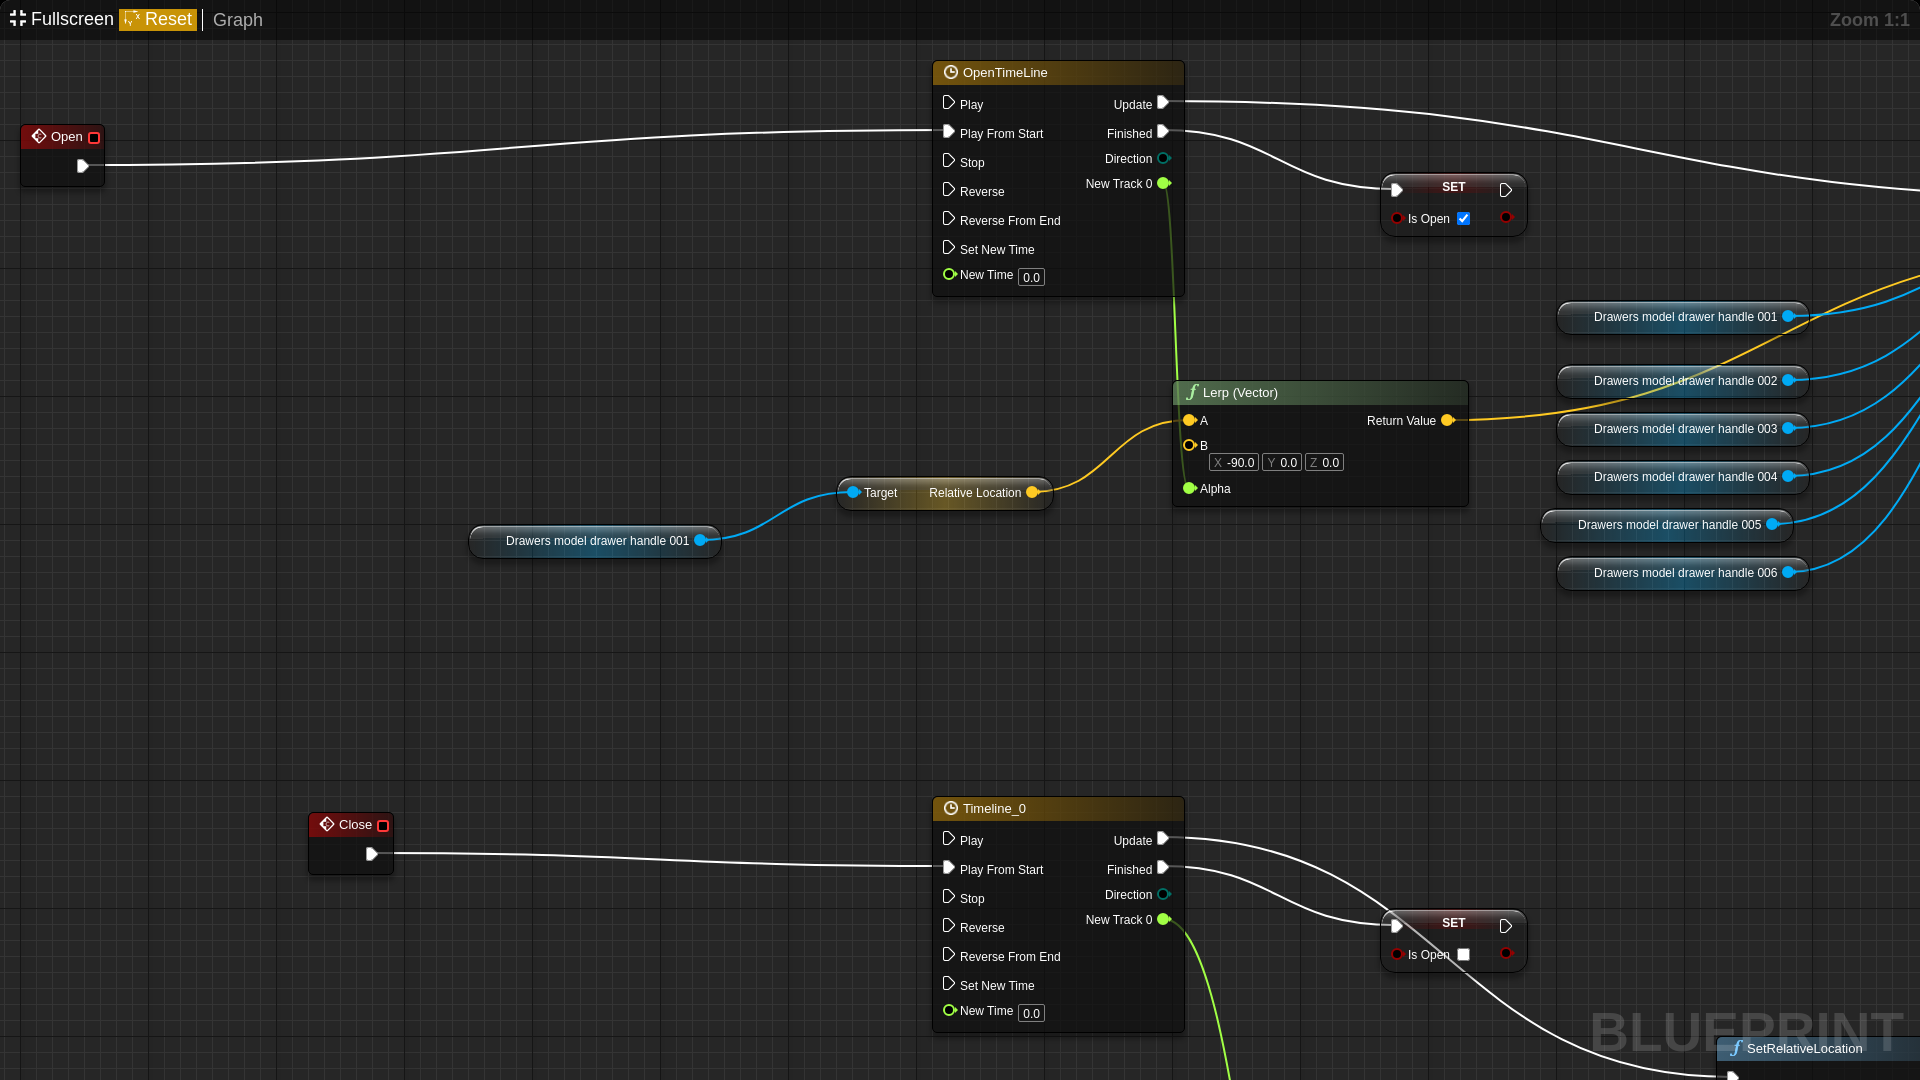 Fullscreen Reset Graph Zoom 1:1
OpenTimeLine
Play Update
Play From Start Finished
Stop Direction
Reverse New Track 0
Reverse From End
Set New Time
New Time 0.0
Open
SET
Is Open
Drawers model drawer handle 001
Drawers model drawer handle 002
Drawers model drawer handle 003
Drawers model drawer handle 004
Drawers model drawer handle 005
Drawers model drawer handle 006
Lerp (Vector)
A Return Value
B
X -90.0 Y 0.0 Z 0.0
Alpha
Target Relative Location
Drawers model drawer handle 001
Close
Timeline_0
Play Update
Play From Start Finished
Stop Direction
Reverse New Track 0
Reverse From End
Set New Time
New Time 0.0
SET
Is Open
BLUEPRINT
SetRelativeLocation